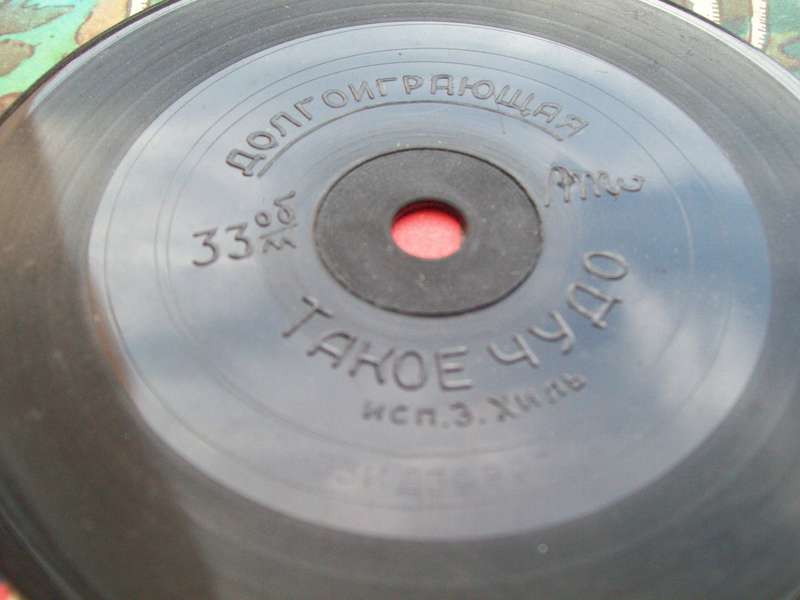 ДОЛГОИГРАЮЩАЯ
33 об/м
ТАКОЕ ЧУДО
исп. Э. Хиль